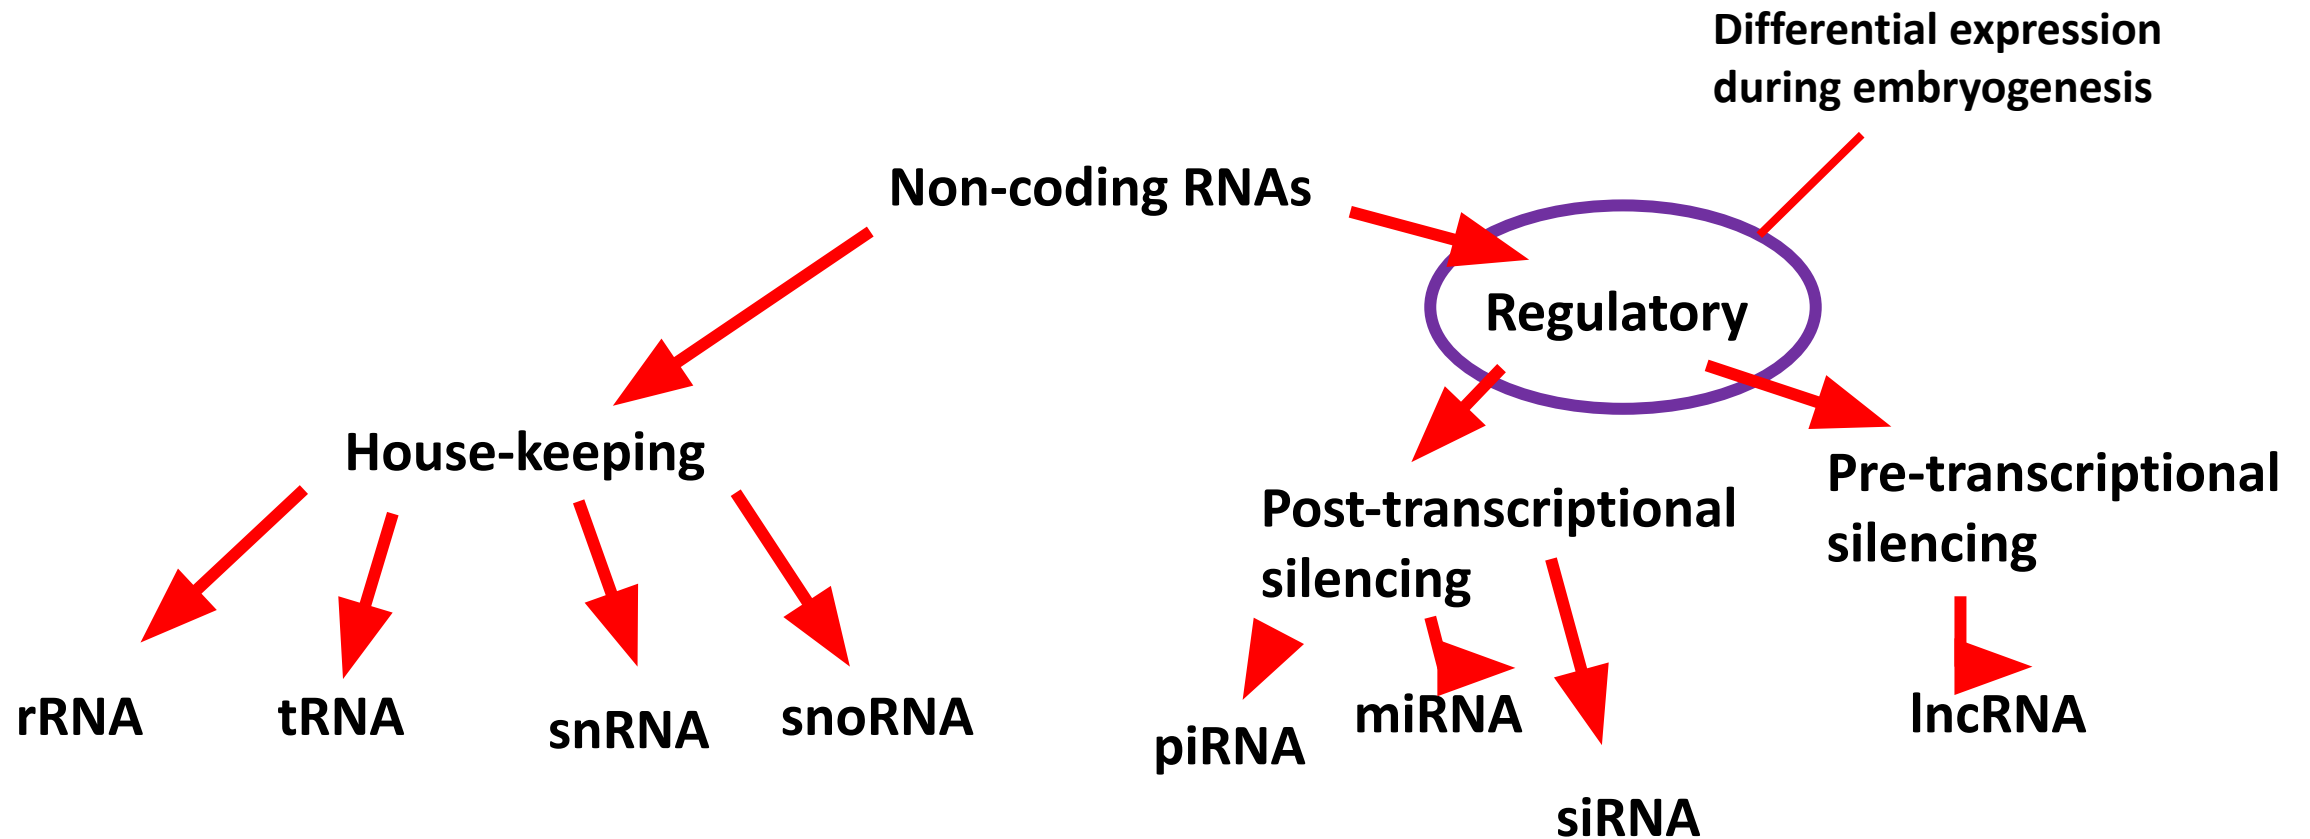 Differential expression
during embryogenesis
Non-coding RNAs
Regulatory
House-keeping
Post-transcriptional
silencing
Pre-transcriptional
silencing
rRNA
tRNA
snRNA
snoRNA
piRNA
miRNA
siRNA
lncRNA